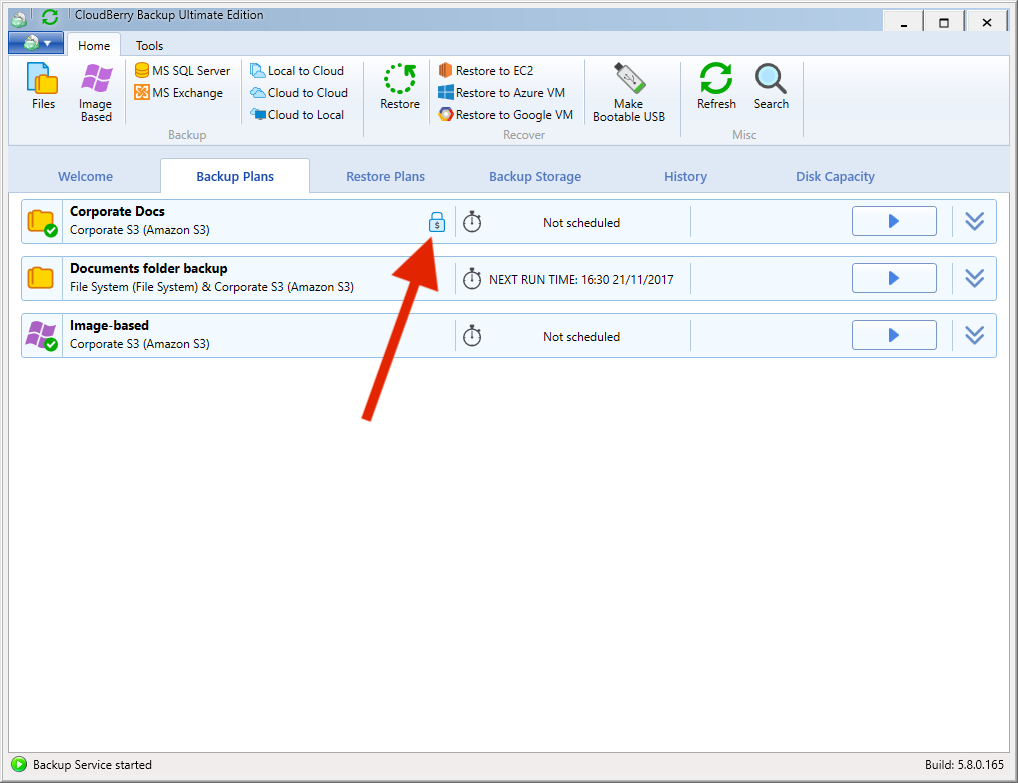 CloudBerry Backup Ultimate Edition
Home Tools
Files
Image Based
MS SQL Server
MS Exchange
Backup
Local to Cloud
Cloud to Cloud
Cloud to Local
Restore
Restore to EC2
Restore to Azure VM
Restore to Google VM
Recover
Make Bootable USB
Refresh
Search
Misc
Welcome Backup Plans Restore Plans Backup Storage History Disk Capacity
Corporate Docs
Corporate S3 (Amazon S3)
$
Not scheduled
Documents folder backup
File System (File System) & Corporate S3 (Amazon S3)
NEXT RUN TIME: 16:30 21/11/2017
Image-based
Corporate S3 (Amazon S3)
Not scheduled
Backup Service started
Build: 5.8.0.165